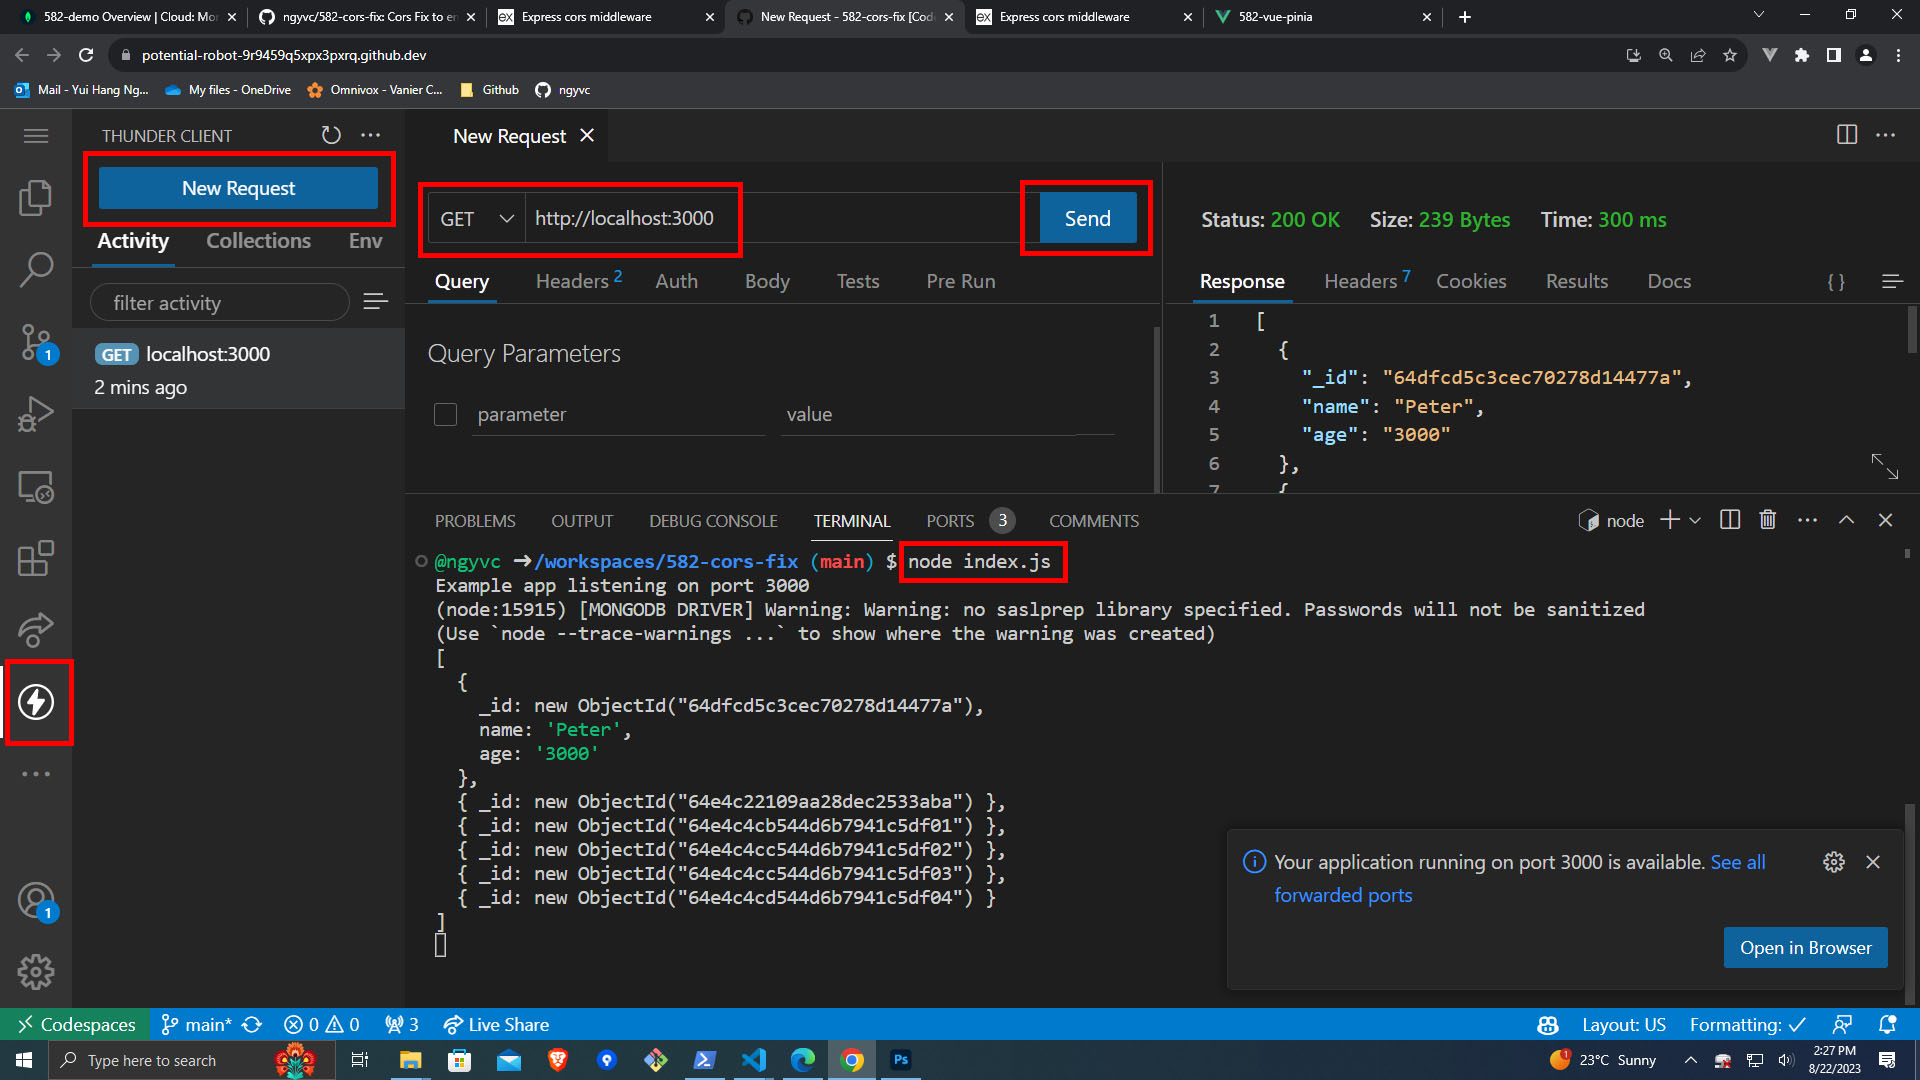 582-demo Overview | Cloud: Mon
ngyvc/582-cors-fix: Cors Fix to en
Express cors middleware
New Request - 582-cors-fix [Cod
Express cors middleware
582-vue-pinia
potential-robot-9r9459q5xpx3pxrq.github.dev
Mail - Yui Hang Ng...
My files - OneDrive
Omnivox - Vanier C...
Github
ngyvc
THUNDER CLIENT
New Request
New Request
GET
http://localhost:3000
Send
Status: 200 OK
Size: 239 Bytes
Time: 300 ms
Activity
Collections
Env
Query
Headers 2
Auth
Body
Tests
Pre Run
Response
Headers 7
Cookies
Results
Docs
{ }
filter activity
GET localhost:3000
2 mins ago
Query Parameters
parameter
value
1 [
2 {
3 "_id": "64dfcd5c3cec70278d14477a",
4 "name": "Peter",
5 "age": "3000"
6 },
7 {
1
PROBLEMS
OUTPUT
DEBUG CONSOLE
TERMINAL
PORTS 3
COMMENTS
node
@ngyvc ➜/workspaces/582-cors-fix (main) $ node index.js
Example app listening on port 3000
(node:15915) [MONGODB DRIVER] Warning: Warning: no saslprep library specified. Passwords will not be sanitized
(Use `node --trace-warnings ...` to show where the warning was created)
[
{
_id: new ObjectId("64dfcd5c3cec70278d14477a"),
name: 'Peter',
age: '3000'
},
{ _id: new ObjectId("64e4c22109aa28dec2533aba") },
{ _id: new ObjectId("64e4c4cb544d6b7941c5df01") },
{ _id: new ObjectId("64e4c4cc544d6b7941c5df02") },
{ _id: new ObjectId("64e4c4cc544d6b7941c5df03") },
{ _id: new ObjectId("64e4c4cd544d6b7941c5df04") }
]
Your application running on port 3000 is available. See all
forwarded ports
Open in Browser
1
Codespaces
main*
0
0
3
Live Share
Layout: US
Formatting: ✓
Type here to search
Ps
1
23°C Sunny
2:27 PM
8/22/2023